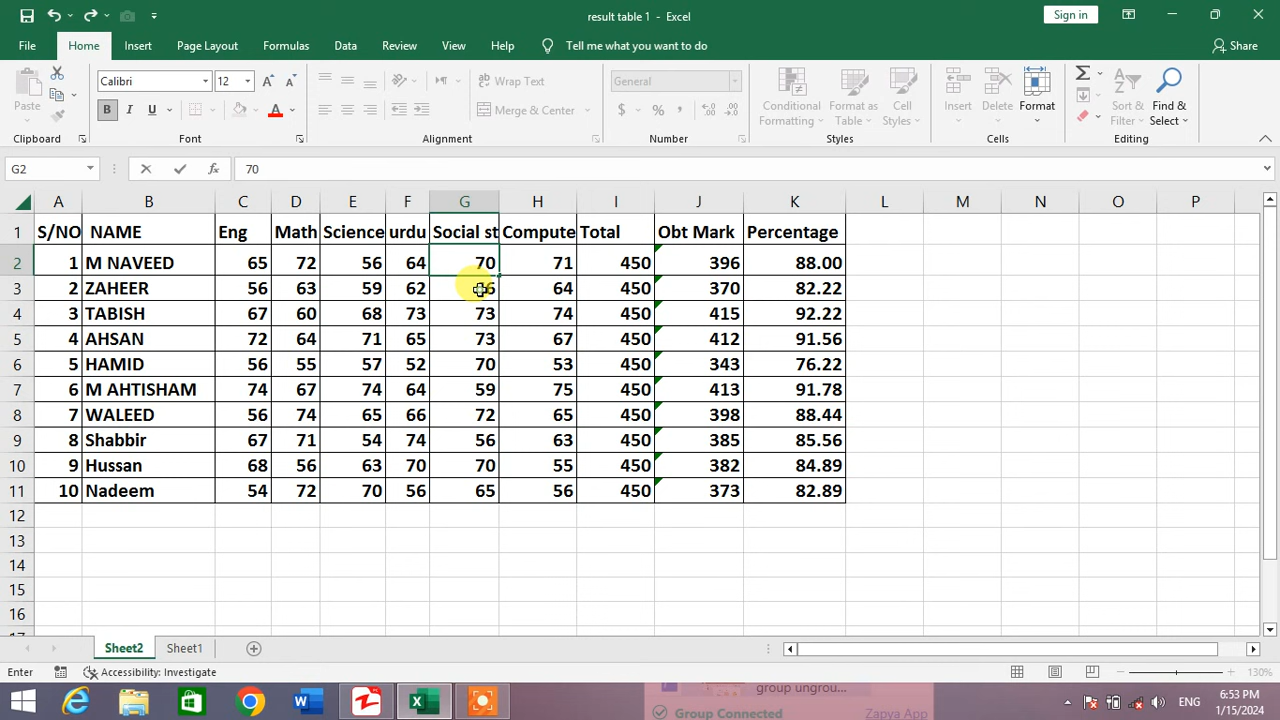 result table 1 - Excel
Sign in
File Home Insert Page Layout Formulas Data Review View Help Tell me what you want to do Share
Paste Calibri 12 Wrap Text General Conditional Format as Cell Insert Delete Format Find &
B I U Merge & Center $ % Formatting Table Styles Filter Select
Clipboard Font Alignment Number Styles Cells Editing
G2 fx 70
A B C D E F G H I J K L M N O P
1 S/NO NAME Eng Math Science urdu Social st Compute Total Obt Mark Percentage
2 1 M NAVEED 65 72 56 64 70 71 450 396 88.00
3 2 ZAHEER 56 63 59 62 64 450 370 82.22
4 3 TABISH 67 60 68 73 73 74 450 415 92.22
5 4 AHSAN 72 64 71 65 73 67 450 412 91.56
6 5 HAMID 56 55 57 52 70 53 450 343 76.22
7 6 M AHTISHAM 74 67 74 64 59 75 450 413 91.78
8 7 WALEED 56 74 65 66 72 65 450 398 88.44
9 8 Shabbir 67 71 54 74 56 63 450 385 85.56
10 9 Hussan 68 56 63 70 70 55 450 382 84.89
11 10 Nadeem 54 72 70 56 65 56 450 373 82.89
12
13
14
15
16
Sheet2 Sheet1
Enter Accessibility: Investigate 130%
group ungrou...
Group Connected Zapya App
ENG
6:53 PM
1/15/2024